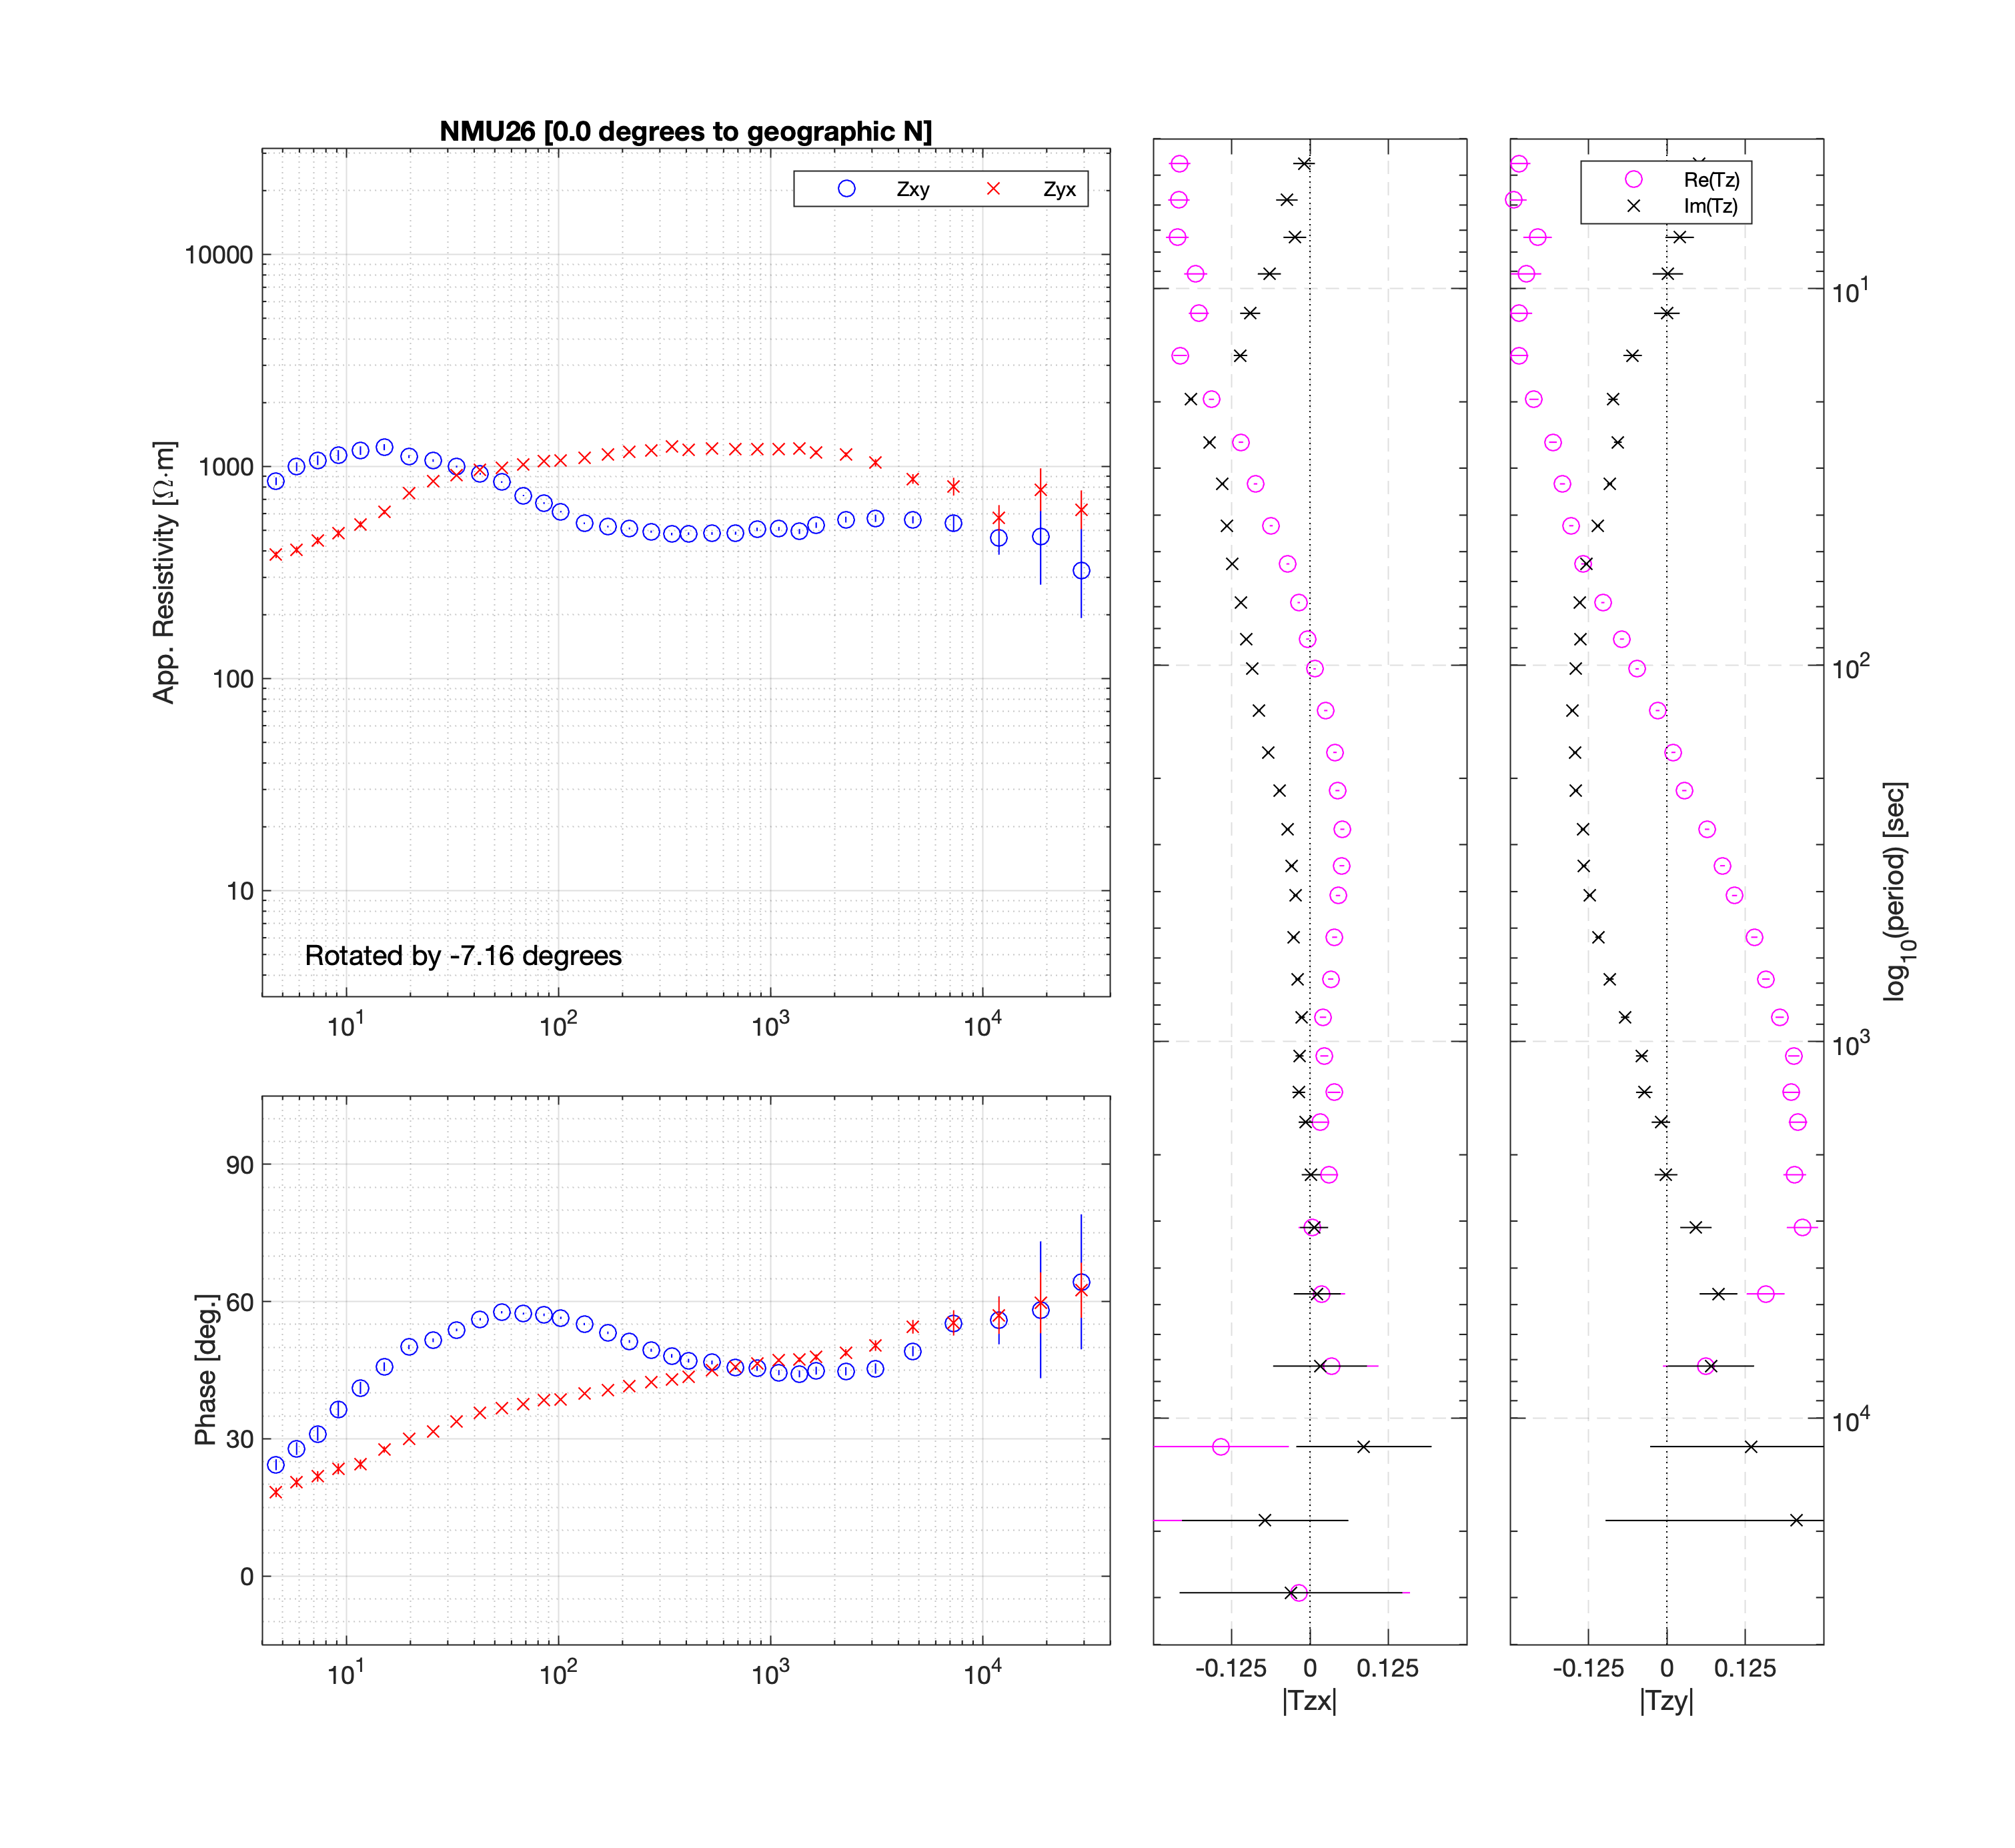 NMU26 [0.0 degrees to geographic N]
Zxy Zyx
App. Resistivity [Ω·m]
10000
1000
100
10
Rotated by -7.16 degrees
10¹ 10² 10³ 10⁴
Phase [deg.]
90
60
30
0
10¹ 10² 10³ 10⁴
-0.125 0 0.125
|Tzx|
Re(Tz)
Im(Tz)
10¹
10²
10³
10⁴
log₁₀(period) [sec]
-0.125 0 0.125
|Tzy|